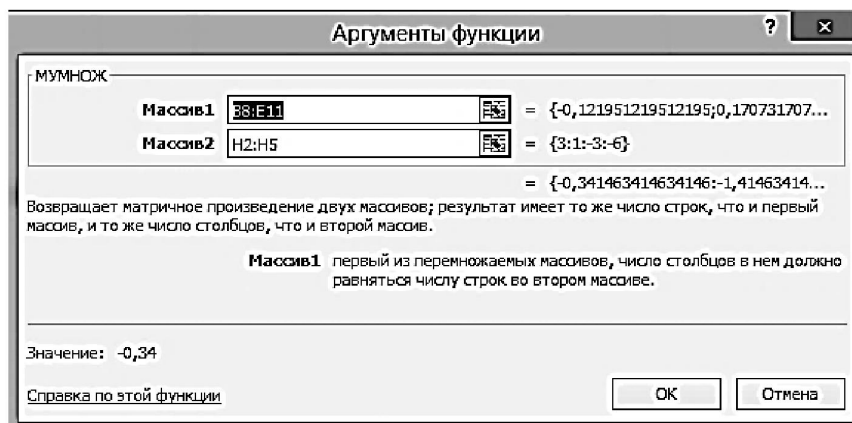 Аргументы функции
МУМНОЖ
Массив1 B8:E11 = {-0,121951219512195;0,170731707...
Массив2 H2:H5 = {3:1:-3:-6}
= {-0,341463414634146:-1,41463414...
Возвращает матричное произведение двух массивов; результат имеет то же число строк, что и первый
массив, и то же число столбцов, что и второй массив.
Массив1 первый из перемножаемых массивов, число столбцов в нем должно
равняться числу строк во втором массиве.
Значение: -0,34
Справка по этой функции
ОК Отмена